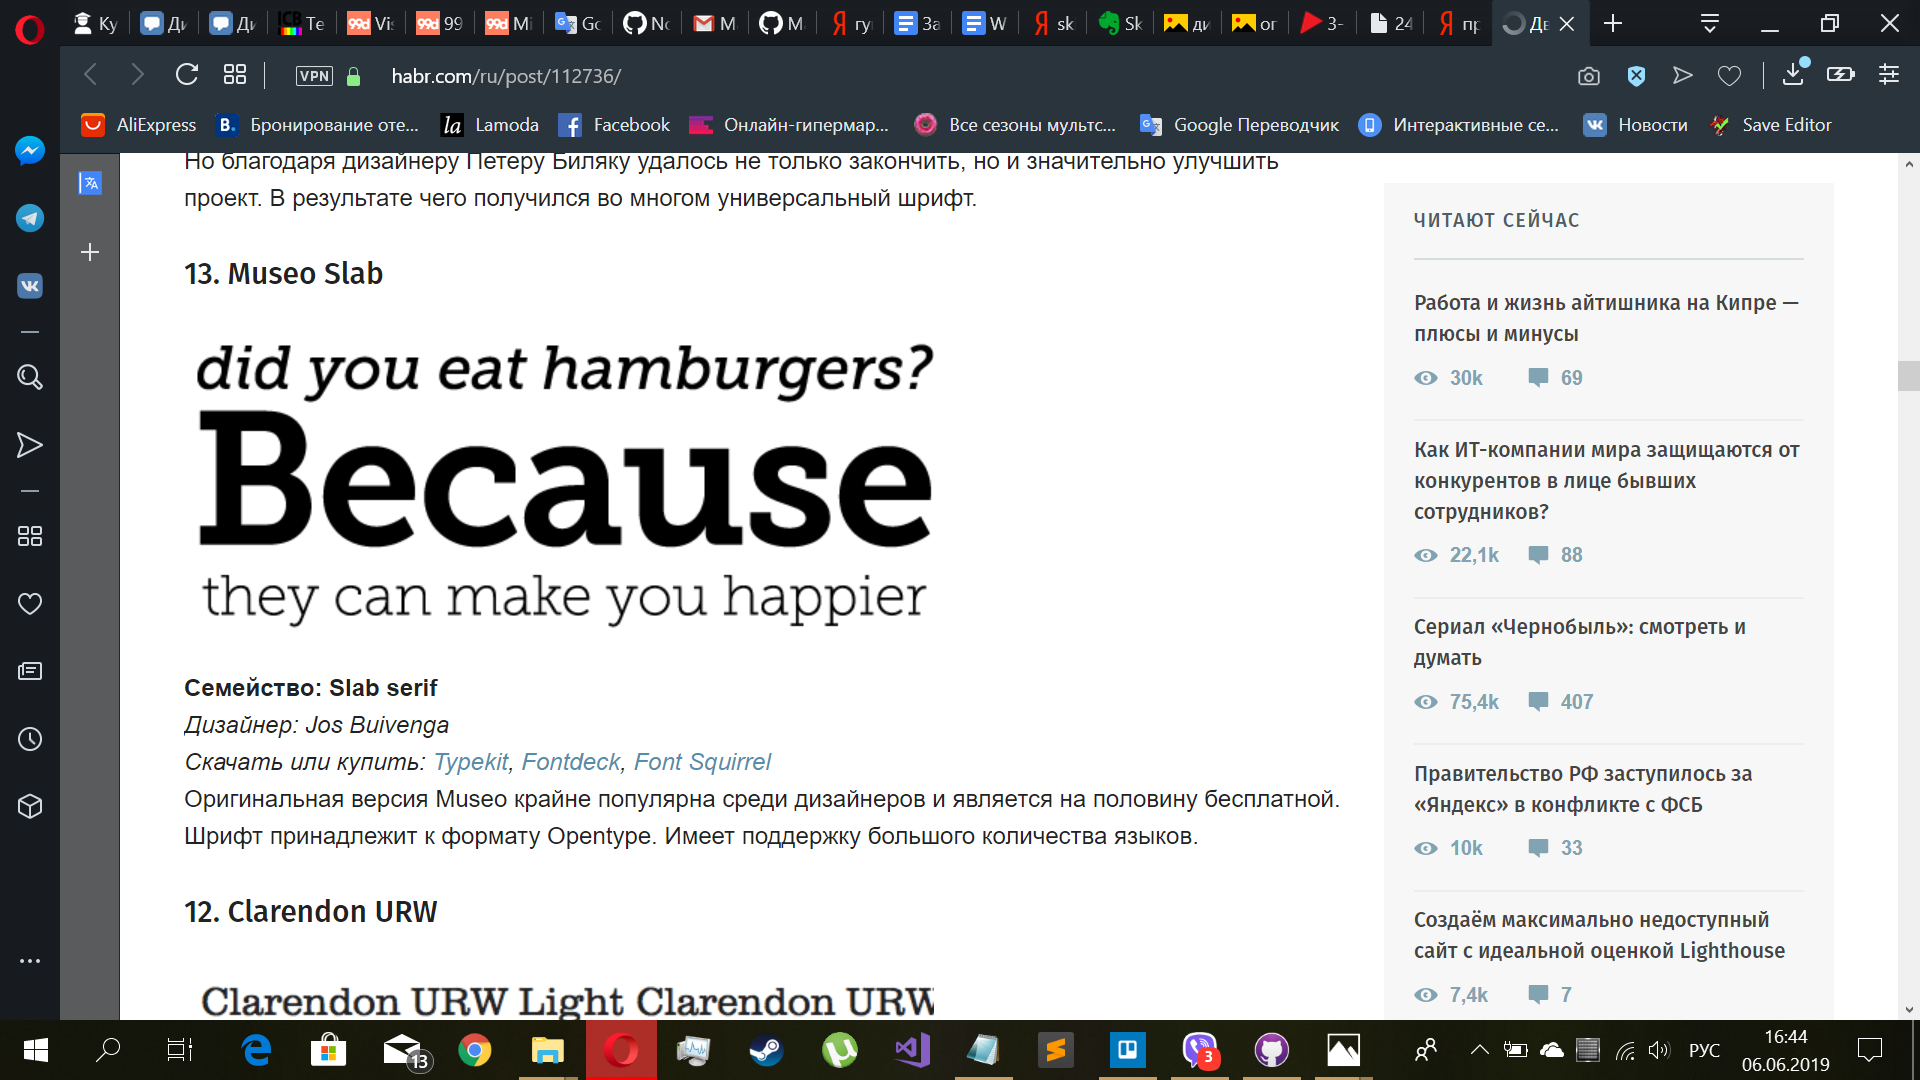 Ку
Ди
Ди
Te
Vis
99
Mi
Go
No
M
M
гу
За
W
sk
Sk
ди
ог
3-
24
пр
Дв
VPN
habr.com/ru/post/112736/
AliExpress
Бронирование оте...
Lamoda
Facebook
Онлайн-гипермар...
Все сезоны мультс...
Google Переводчик
Интерактивные се...
Новости
Save Editor
Но благодаря дизайнеру Петеру Биляку удалось не только закончить, но и значительно улучшить
проект. В результате чего получился во многом универсальный шрифт.
13. Museo Slab
did you eat hamburgers?
Because
they can make you happier
Семейство: Slab serif
Дизайнер: Jos Buivenga
Скачать или купить: Typekit, Fontdeck, Font Squirrel
Оригинальная версия Museo крайне популярна среди дизайнеров и является на половину бесплатной.
Шрифт принадлежит к формату Opentype. Имеет поддержку большого количества языков.
12. Clarendon URW
Clarendon URW Light Clarendon URW
ЧИТАЮТ СЕЙЧАС
Работа и жизнь айтишника на Кипре —
плюсы и минусы
30k 69
Как ИТ-компании мира защищаются от
конкурентов в лице бывших
сотрудников?
22,1k 88
Сериал «Чернобыль»: смотреть и
думать
75,4k 407
Правительство РФ заступилось за
«Яндекс» в конфликте с ФСБ
10k 33
Создаём максимально недоступный
сайт с идеальной оценкой Lighthouse
7,4k 7
13
3
РУС
16:44
06.06.2019